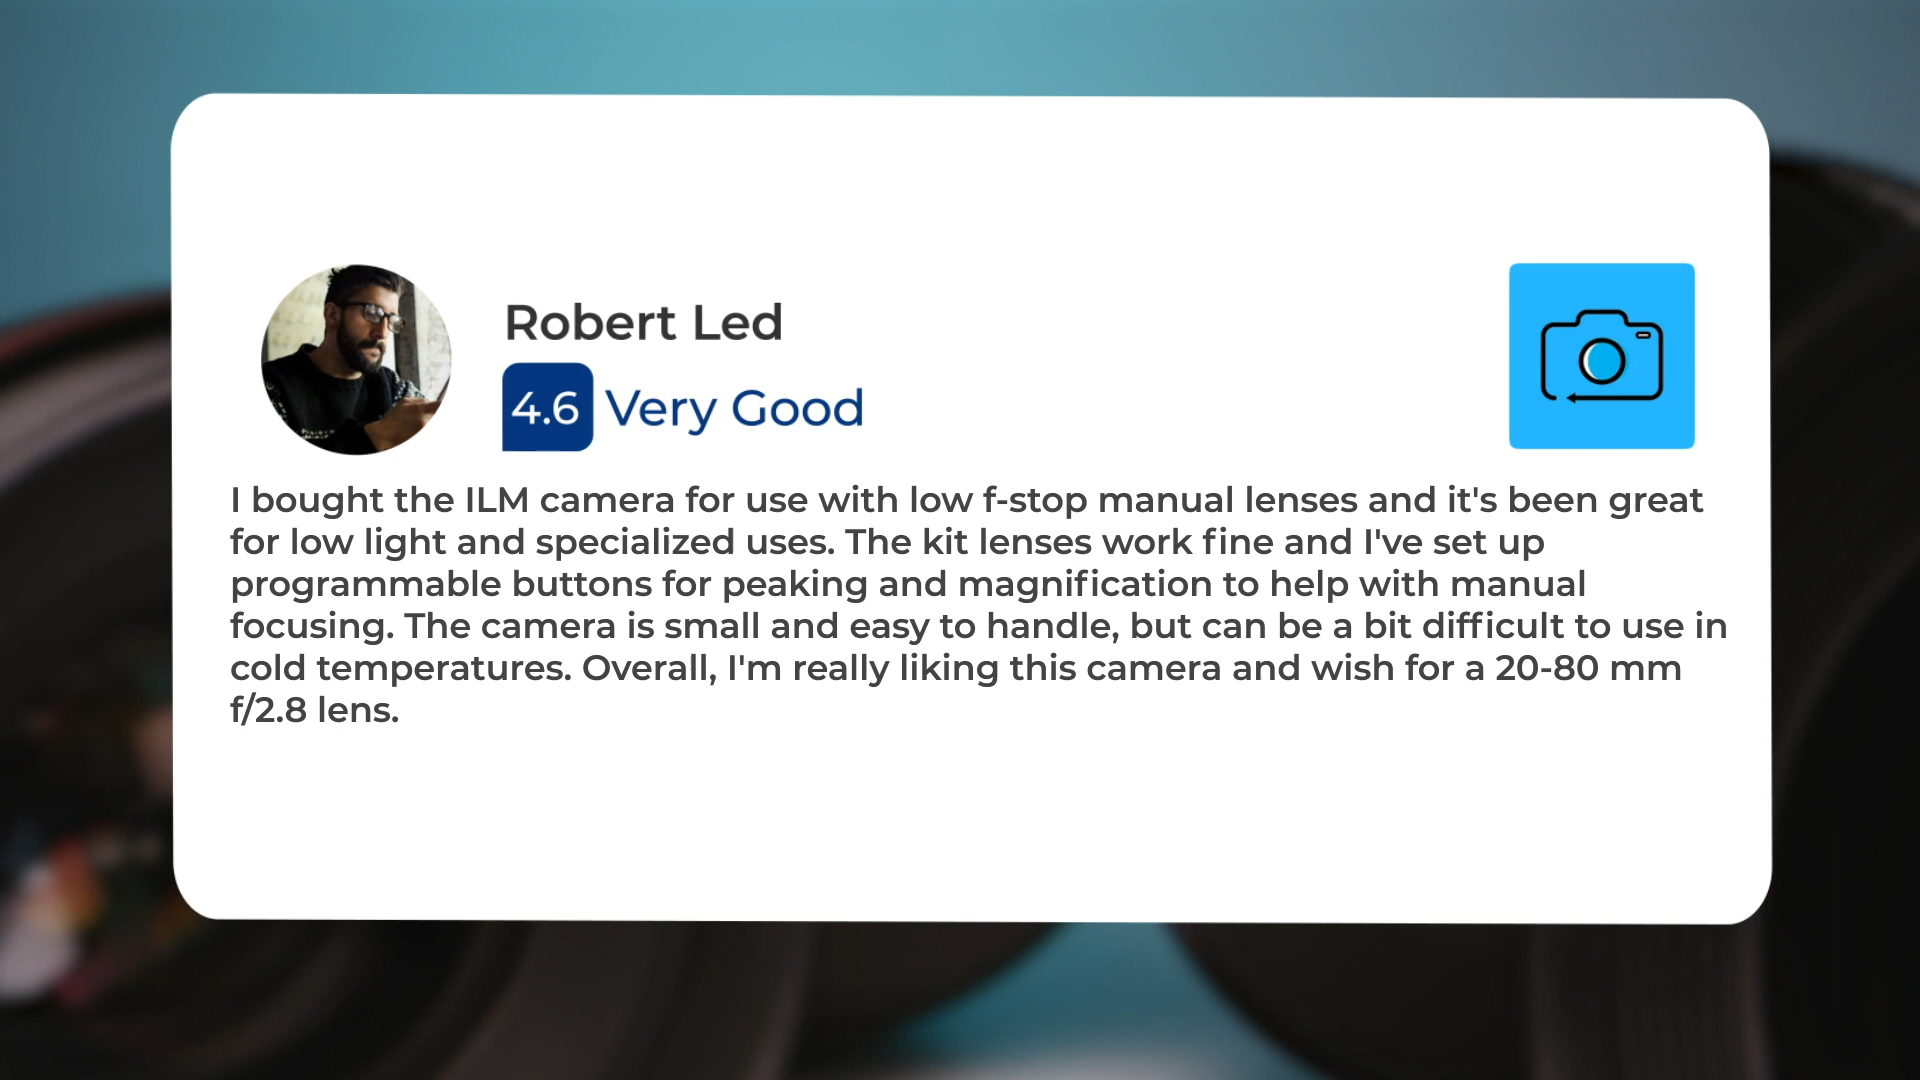 Robert Led
4.6 Very Good
I bought the ILM camera for use with low f-stop manual lenses and it's been great
for low light and specialized uses. The kit lenses work fine and I've set up
programmable buttons for peaking and magnification to help with manual
focusing. The camera is small and easy to handle, but can be a bit difficult to use in
cold temperatures. Overall, I'm really liking this camera and wish for a 20-80 mm
f/2.8 lens.